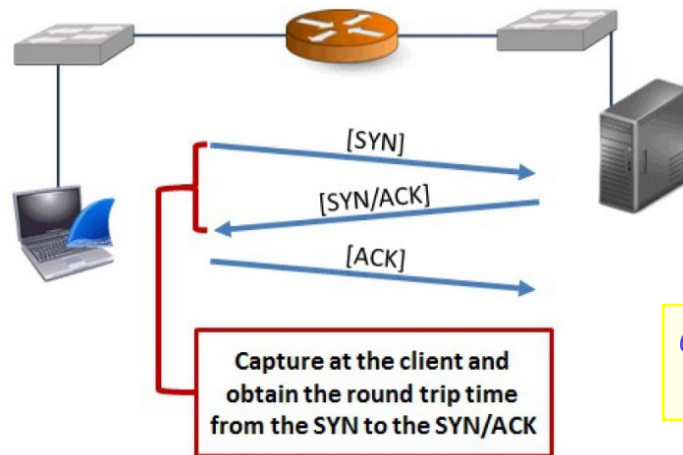 [SYN]
[SYN/ACK]
[ACK]
Capture at the client and
obtain the round trip time
from the SYN to the SYN/ACK